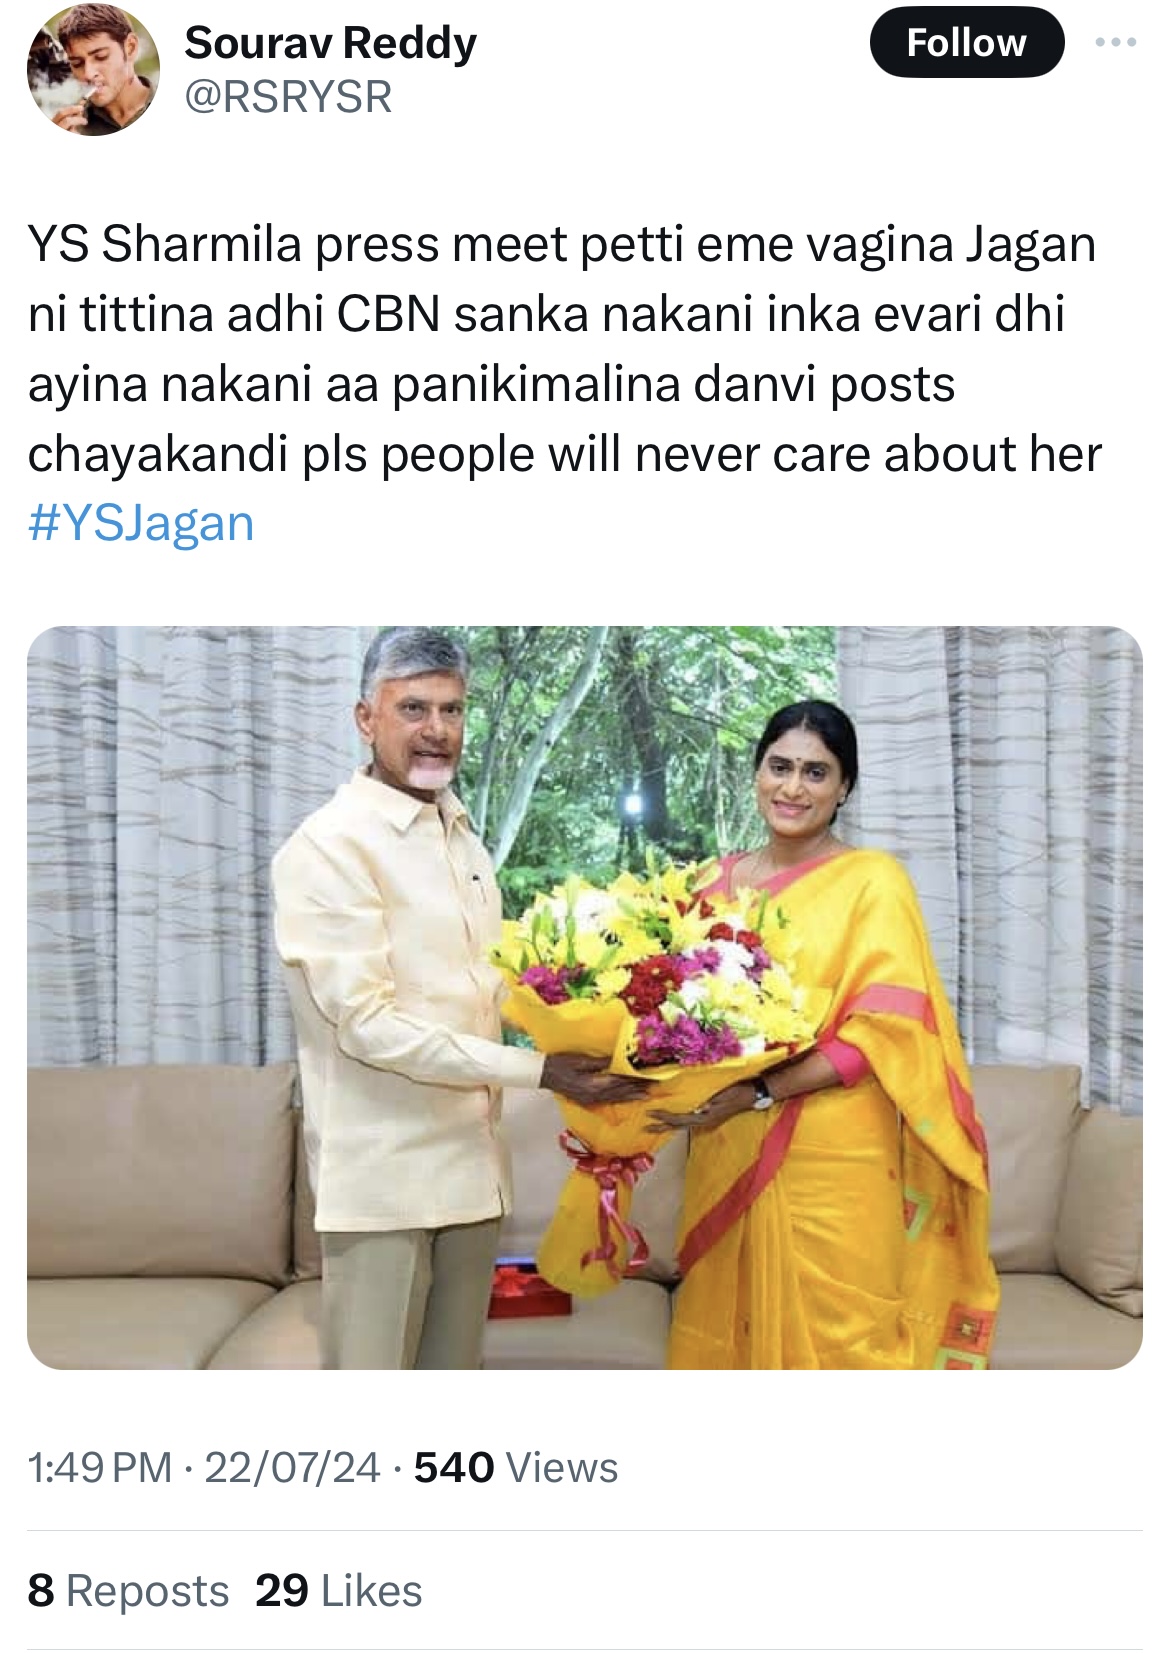 Sourav Reddy
@RSRYSR
Follow
YS Sharmila press meet petti eme vagina Jagan
ni tittina adhi CBN sanka nakani inka evari dhi
ayina nakani aa panikimalina danvi posts
chayakandi pls people will never care about her
#YSJagan
1:49 PM · 22/07/24 · 540 Views
8 Reposts 29 Likes